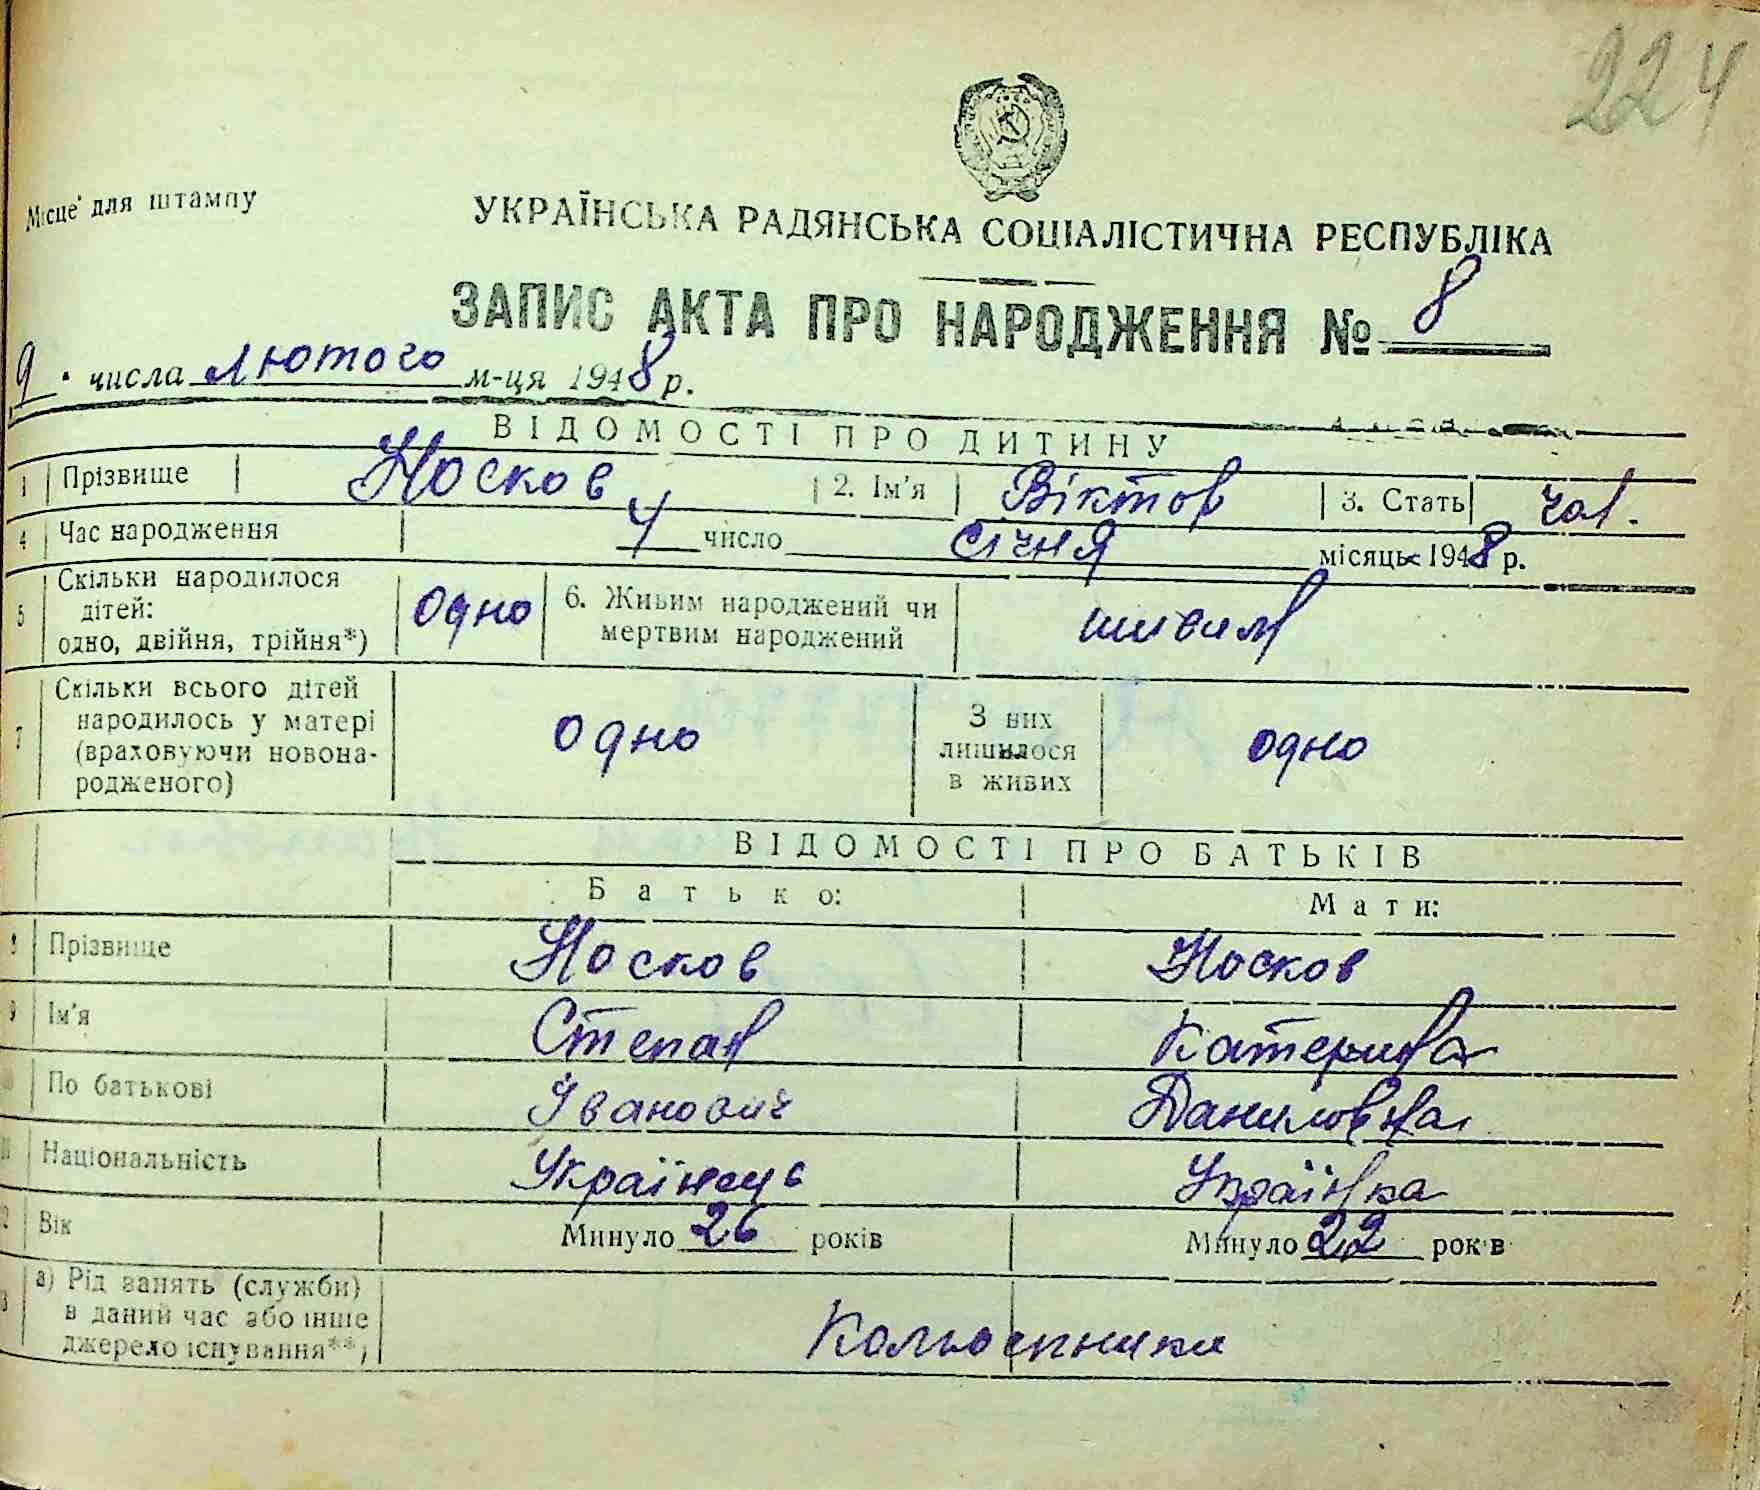 224
Місце для штампу
УКРАЇНСЬКА РАДЯНСЬКА СОЦІАЛІСТИЧНА РЕСПУБЛІКА
ЗАПИС АКТА ПРО НАРОДЖЕННЯ № 8
9 числа лютого м-ця 1948 р.
ВІДОМОСТІ ПРО ДИТИНУ
1 Прізвище Носков 2. Ім'я Віктор 3. Стать чол.
4 Час народження 4 число січня місяць 1948 р.
5 Скільки народилося дітей: одно, двійня, трійня*) одно 6. Живим народжений чи мертвим народжений живим
7 Скільки всього дітей народилось у матері (враховуючи новонародженого) одно З них лишилося в живих одно
ВІДОМОСТІ ПРО БАТЬКІВ
Батько: Мати:
8 Прізвище Носков Носков
9 Ім'я Степан Катерина
10 По батькові Іванович Даниловна
11 Національність Українець Українка
12 Вік Минуло 26 років Минуло 22 років
а) Рід занять (служби) в даний час або інше джерело існування**) Колгоспники